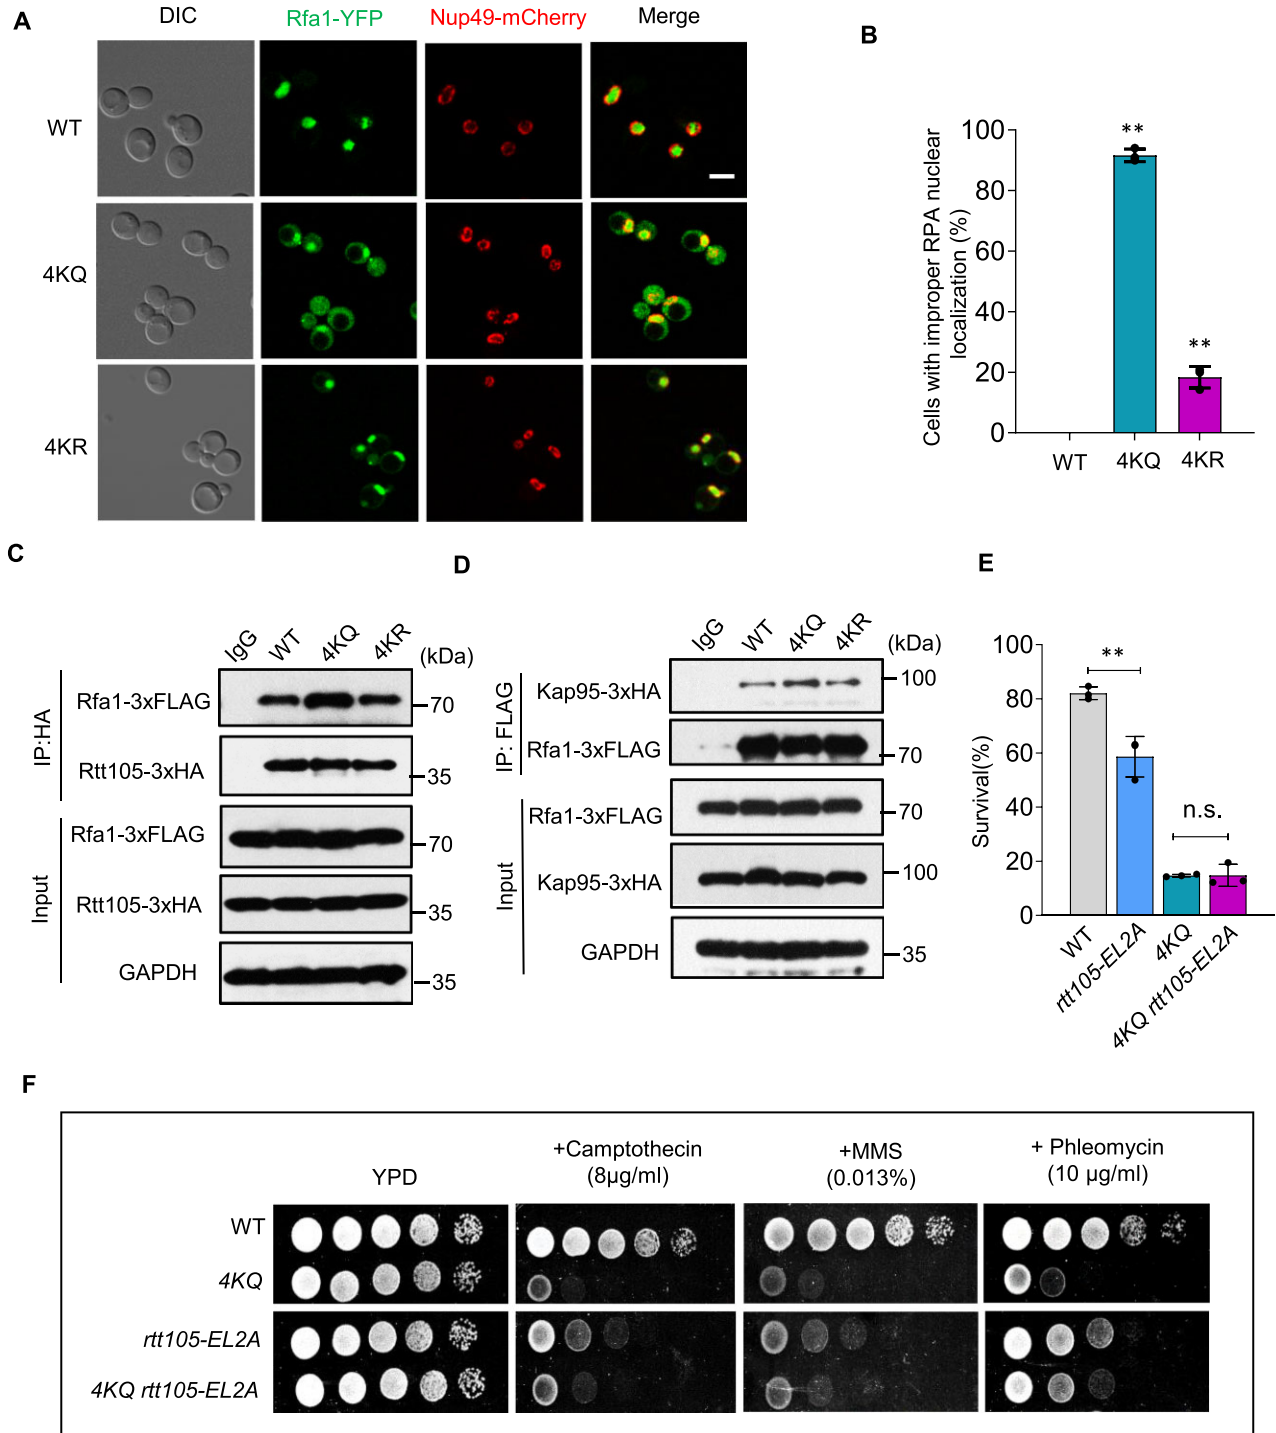 A
DIC
Rfa1-YFP
Nup49-mCherry
Merge
WT
4KQ
4KR
B
Cells with improper RPA nuclear
localization (%)
100
80
60
40
20
0
**
**
WT
4KQ
4KR
C
IgG
WT
4KQ
4KR
(kDa)
IP:HA
Rfa1-3xFLAG
70
Rtt105-3xHA
35
Input
Rfa1-3xFLAG
70
Rtt105-3xHA
35
GAPDH
35
D
IgG
WT
4KQ
4KR
(kDa)
IP: FLAG
Kap95-3xHA
100
Rfa1-3xFLAG
70
Input
Rfa1-3xFLAG
70
Kap95-3xHA
100
GAPDH
35
E
Survival(%)
100
80
60
40
20
0
**
n.s.
WT
rtt105-EL2A
4KQ
4KQ rtt105-EL2A
F
YPD
+Camptothecin
(8µg/ml)
+MMS
(0.013%)
+ Phleomycin
(10 µg/ml)
WT
4KQ
rtt105-EL2A
4KQ rtt105-EL2A